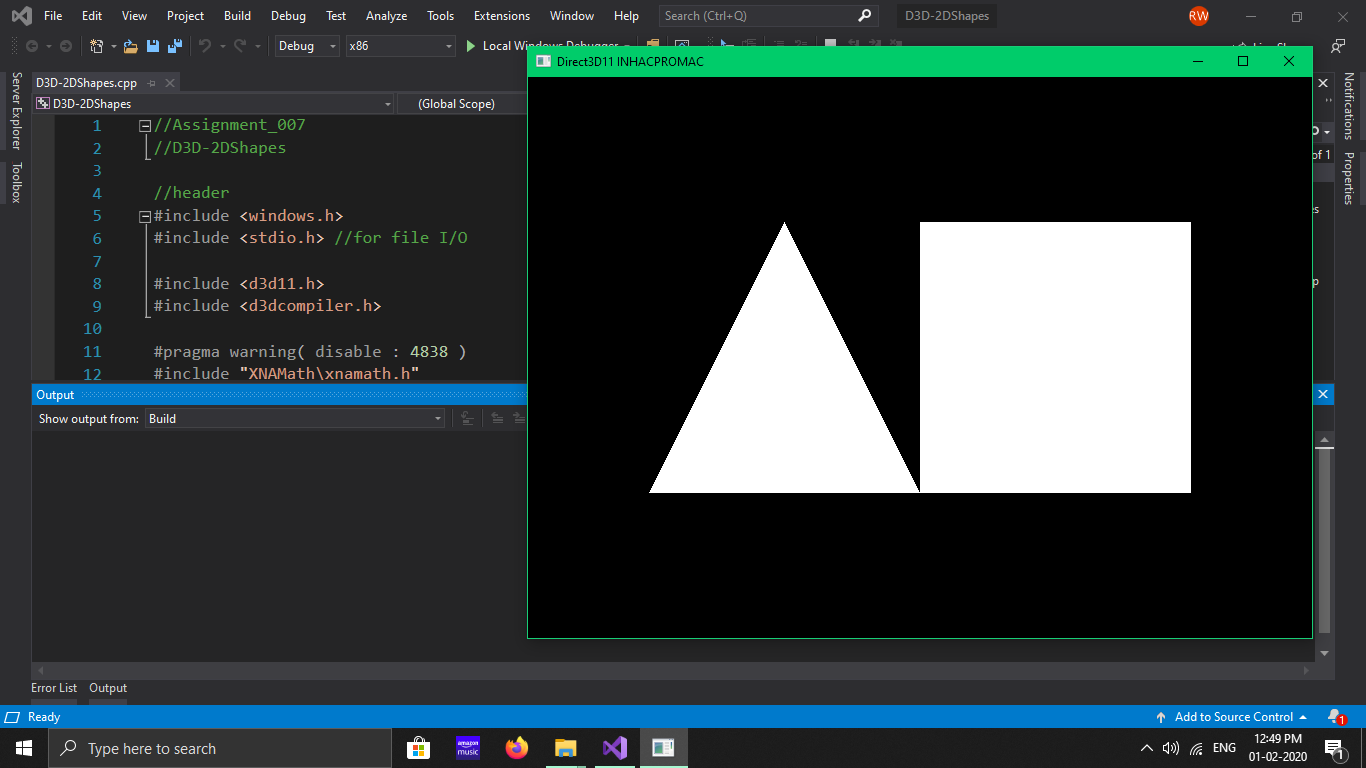 File Edit View Project Build Debug Test Analyze Tools Extensions Window Help Search (Ctrl+Q) D3D-2DShapes RW
Debug x86 Local Windows Debugger
Direct3D11 INHACPROMAC
Server Explorer
Toolbox
D3D-2DShapes.cpp
D3D-2DShapes (Global Scope)
1 //Assignment_007
2 //D3D-2DShapes
3
4 //header
5 #include <windows.h>
6 #include <stdio.h> //for file I/O
7
8 #include <d3d11.h>
9 #include <d3dcompiler.h>
10
11 #pragma warning( disable : 4838 )
12 #include "XNAMath\xnamath.h"
Notifications
Properties
of 1
Output
Show output from: Build
Error List Output
Ready Add to Source Control 1
Type here to search
amazon music
ENG
12:49 PM
01-02-2020
1